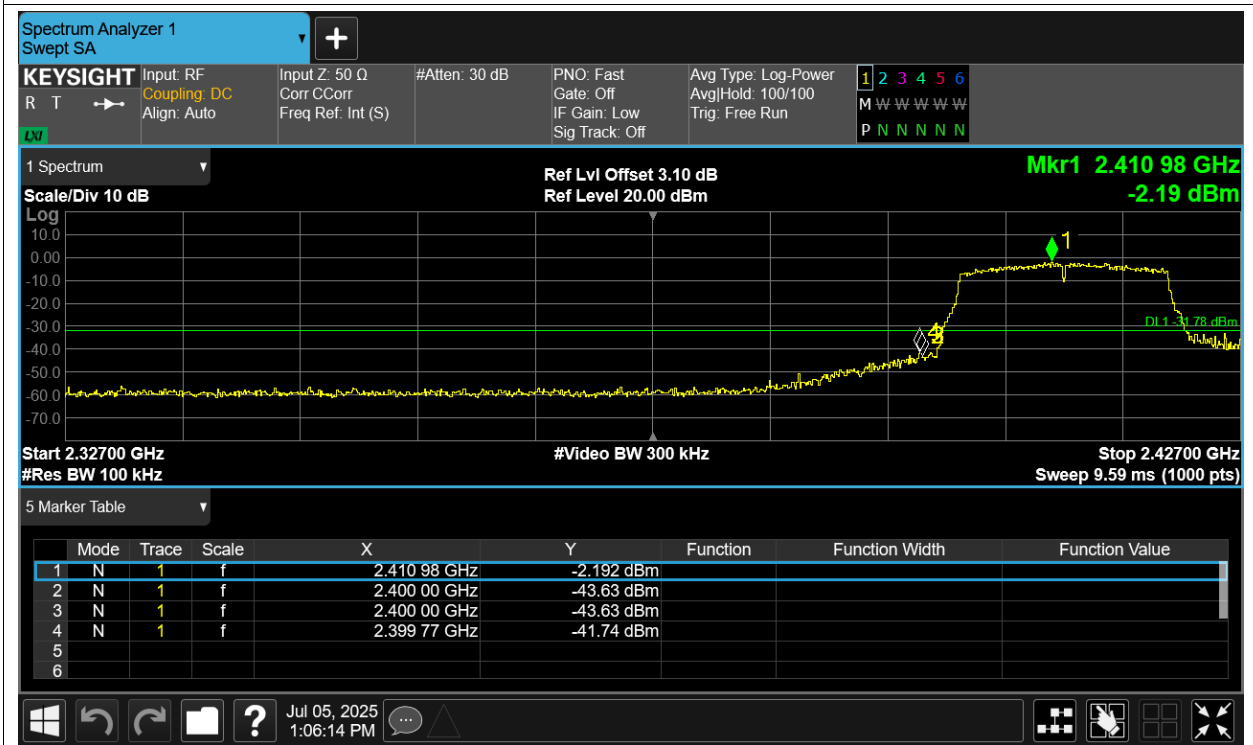 Spectrum Analyzer 1
Swept SA
+
KEYSIGHT
R T
LXI
Input: RF
Coupling: DC
Align: Auto
Input Z: 50 Ω
Corr CCorr
Freq Ref: Int (S)
#Atten: 30 dB
PNO: Fast
Gate: Off
IF Gain: Low
Sig Track: Off
Avg Type: Log-Power
Avg|Hold: 100/100
Trig: Free Run
1 2 3 4 5 6
M W W W W W
P N N N N N
1 Spectrum
Scale/Div 10 dB
Ref Lvl Offset 3.10 dB
Ref Level 20.00 dBm
Mkr1 2.410 98 GHz
-2.19 dBm
Log
10.0
0.00
-10.0
-20.0
-30.0
-40.0
-50.0
-60.0
-70.0
1
DL1 -31.78 dBm
Start 2.32700 GHz
#Res BW 100 kHz
#Video BW 300 kHz
Stop 2.42700 GHz
Sweep 9.59 ms (1000 pts)
5 Marker Table
Mode Trace Scale X Y Function Function Width Function Value
1 N 1 f 2.410 98 GHz -2.192 dBm
2 N 1 f 2.400 00 GHz -43.63 dBm
3 N 1 f 2.400 00 GHz -43.63 dBm
4 N 1 f 2.399 77 GHz -41.74 dBm
5
6
?
Jul 05, 2025
1:06:14 PM